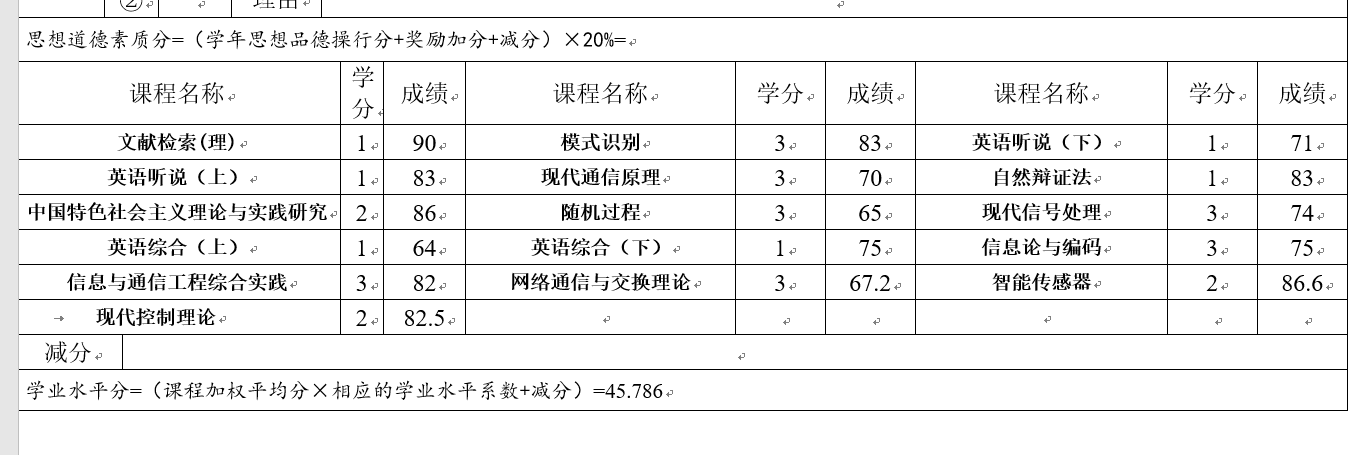 ② 理由
思想道德素质分=（学年思想品德操行分+奖励加分+减分）×20%=
课程名称 学分 成绩 课程名称 学分 成绩 课程名称 学分 成绩
文献检索(理) 1 90 模式识别 3 83 英语听说（下） 1 71
英语听说（上） 1 83 现代通信原理 3 70 自然辩证法 1 83
中国特色社会主义理论与实践研究 2 86 随机过程 3 65 现代信号处理 3 74
英语综合（上） 1 64 英语综合（下） 1 75 信息论与编码 3 75
信息与通信工程综合实践 3 82 网络通信与交换理论 3 67.2 智能传感器 2 86.6
现代控制理论 2 82.5
减分
学业水平分=（课程加权平均分×相应的学业水平系数+减分）=45.786